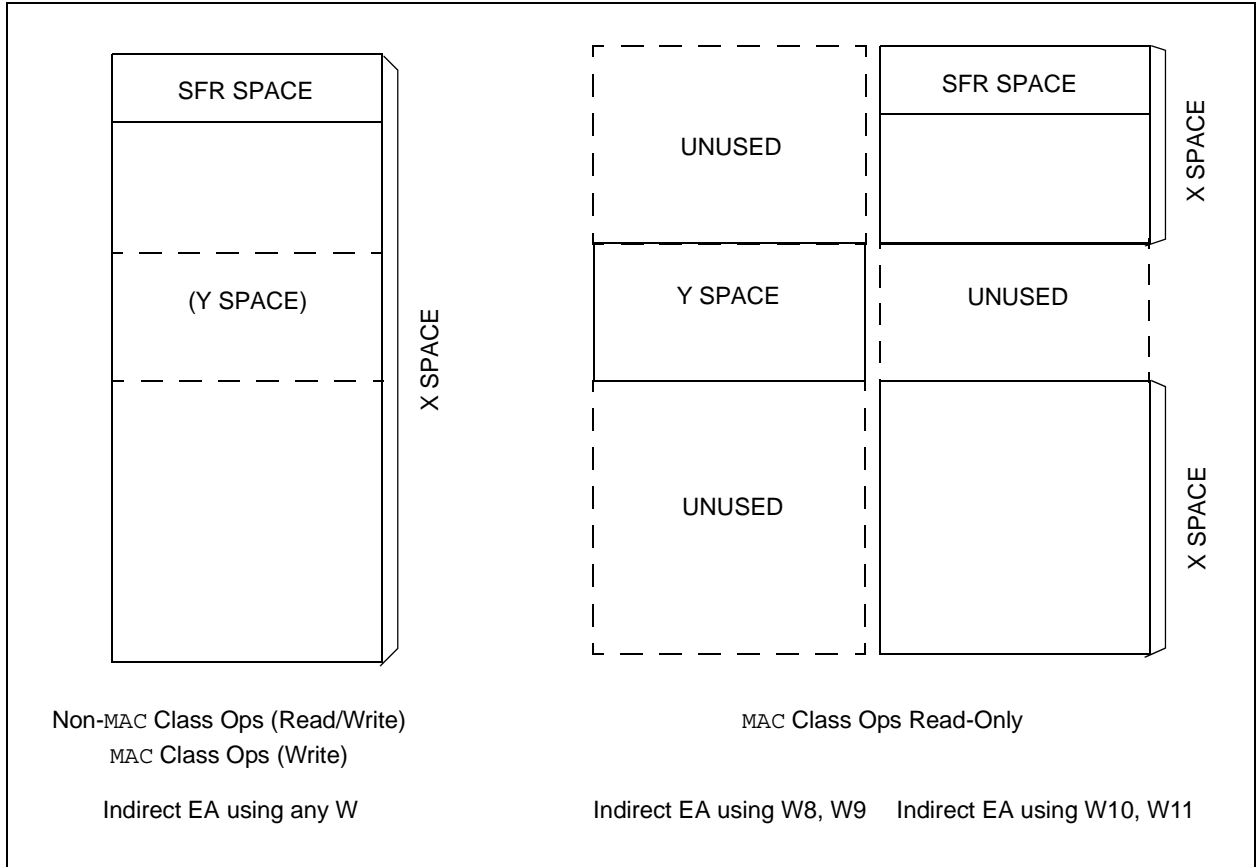 SFR SPACE
(Y SPACE)
X SPACE
Non-MAC Class Ops (Read/Write)
MAC Class Ops (Write)
Indirect EA using any W
UNUSED
Y SPACE
UNUSED
SFR SPACE
UNUSED
X SPACE
X SPACE
MAC Class Ops Read-Only
Indirect EA using W8, W9
Indirect EA using W10, W11